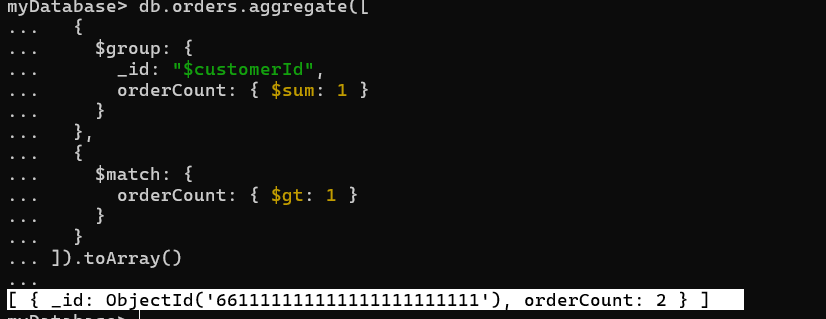 myDatabase> db.orders.aggregate([
...   {
...     $group: {
...       _id: "$customerId",
...       orderCount: { $sum: 1 }
...     }
...   },
...   {
...     $match: {
...       orderCount: { $gt: 1 }
...     }
...   }
... ]).toArray()
...
[ { _id: ObjectId('661111111111111111111111'), orderCount: 2 } ]
myDatabase>